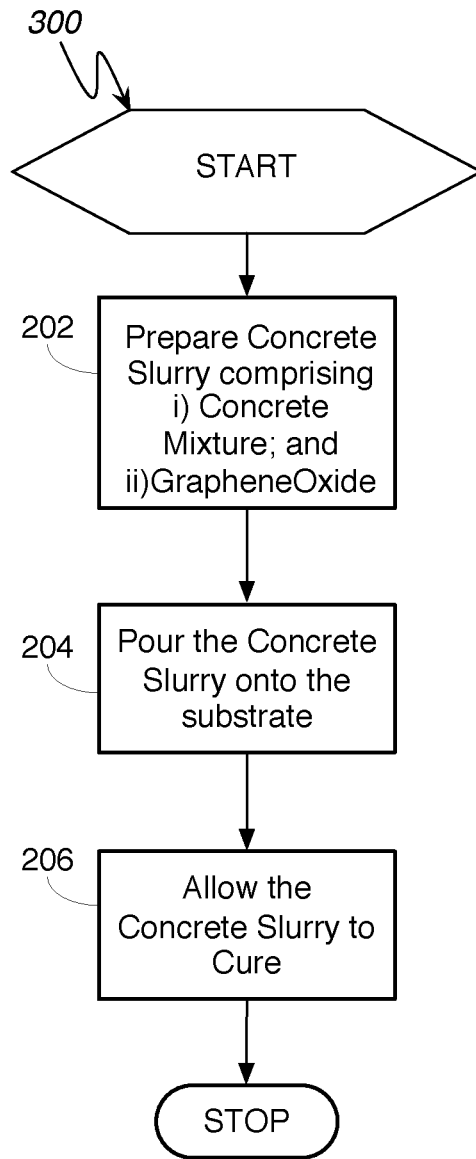 300
START
202
Prepare Concrete
Slurry comprising
i) Concrete
Mixture; and
ii)GrapheneOxide
204
Pour the Concrete
Slurry onto the
substrate
206
Allow the
Concrete Slurry to
Cure
STOP